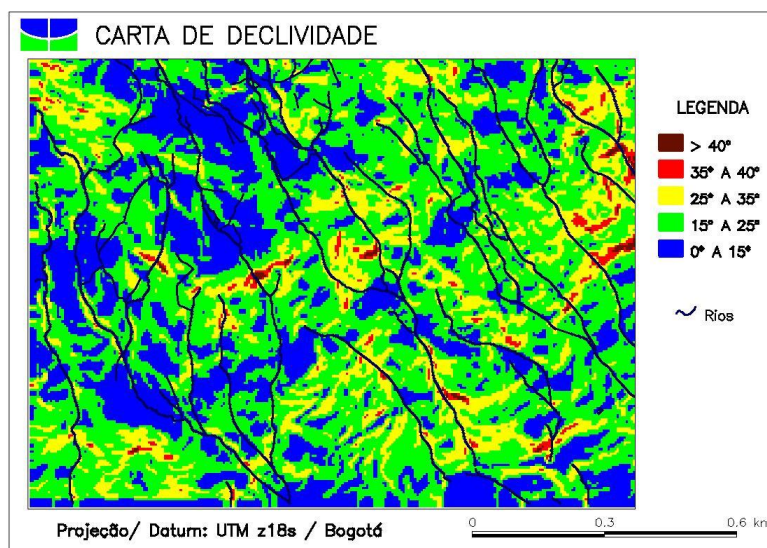 CARTA DE DECLIVIDADE
LEGENDA
> 40°
35° A 40°
25° A 35°
15° A 25°
0° A 15°
Rios
Projeção/ Datum: UTM z18s / Bogotá
0 0.3 0.6 km